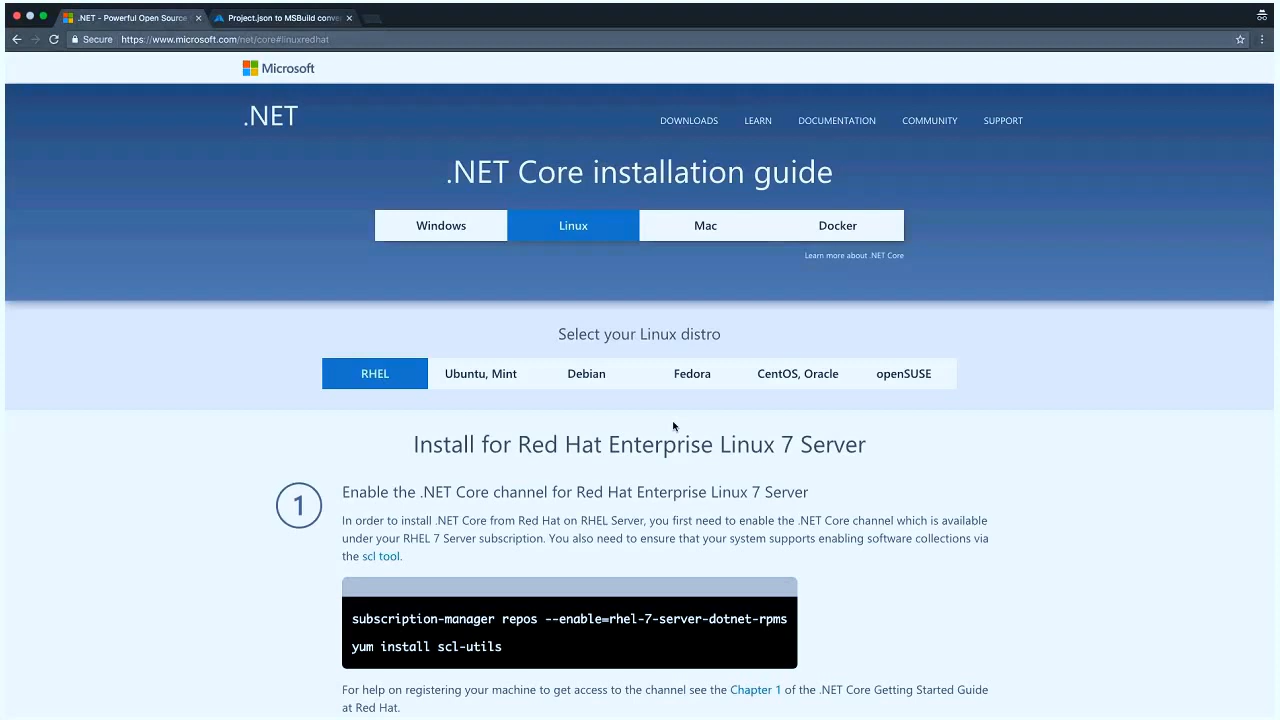 .NET - Powerful Open Source
Project.json to MSBuild conve
Secure https://www.microsoft.com/net/core#linuxredhat
Microsoft
.NET
DOWNLOADS LEARN DOCUMENTATION COMMUNITY SUPPORT
.NET Core installation guide
Windows Linux Mac Docker
Learn more about .NET Core
Select your Linux distro
RHEL Ubuntu, Mint Debian Fedora CentOS, Oracle openSUSE
Install for Red Hat Enterprise Linux 7 Server
1
Enable the .NET Core channel for Red Hat Enterprise Linux 7 Server
In order to install .NET Core from Red Hat on RHEL Server, you first need to enable the .NET Core channel which is available
under your RHEL 7 Server subscription. You also need to ensure that your system supports enabling software collections via
the scl tool.
subscription-manager repos --enable=rhel-7-server-dotnet-rpms
yum install scl-utils
For help on registering your machine to get access to the channel see the Chapter 1 of the .NET Core Getting Started Guide
at Red Hat.